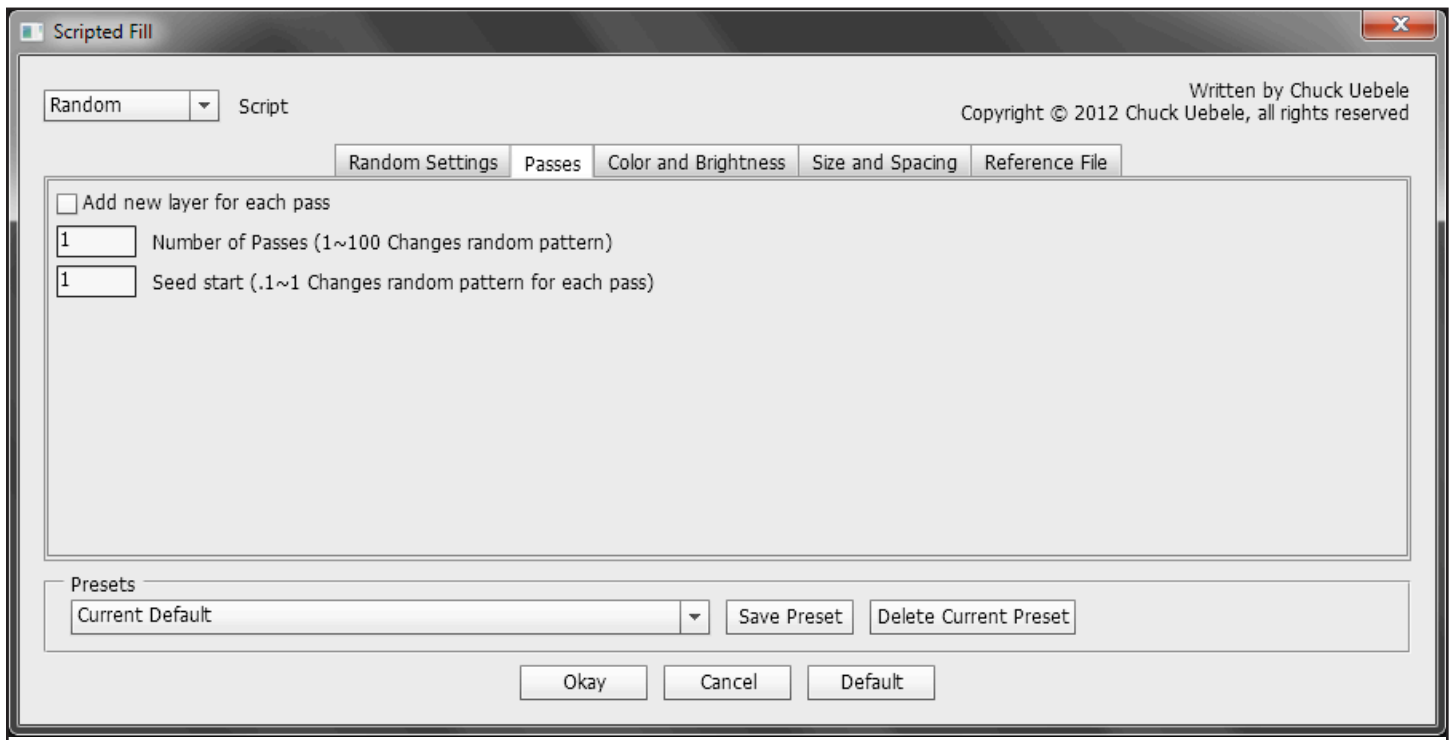 Scripted Fill
X
Random Script
Written by Chuck Uebele
Copyright © 2012 Chuck Uebele, all rights reserved
Random Settings Passes Color and Brightness Size and Spacing Reference File
Add new layer for each pass
1 Number of Passes (1~100 Changes random pattern)
1 Seed start (.1~1 Changes random pattern for each pass)
Presets
Current Default Save Preset Delete Current Preset
Okay Cancel Default